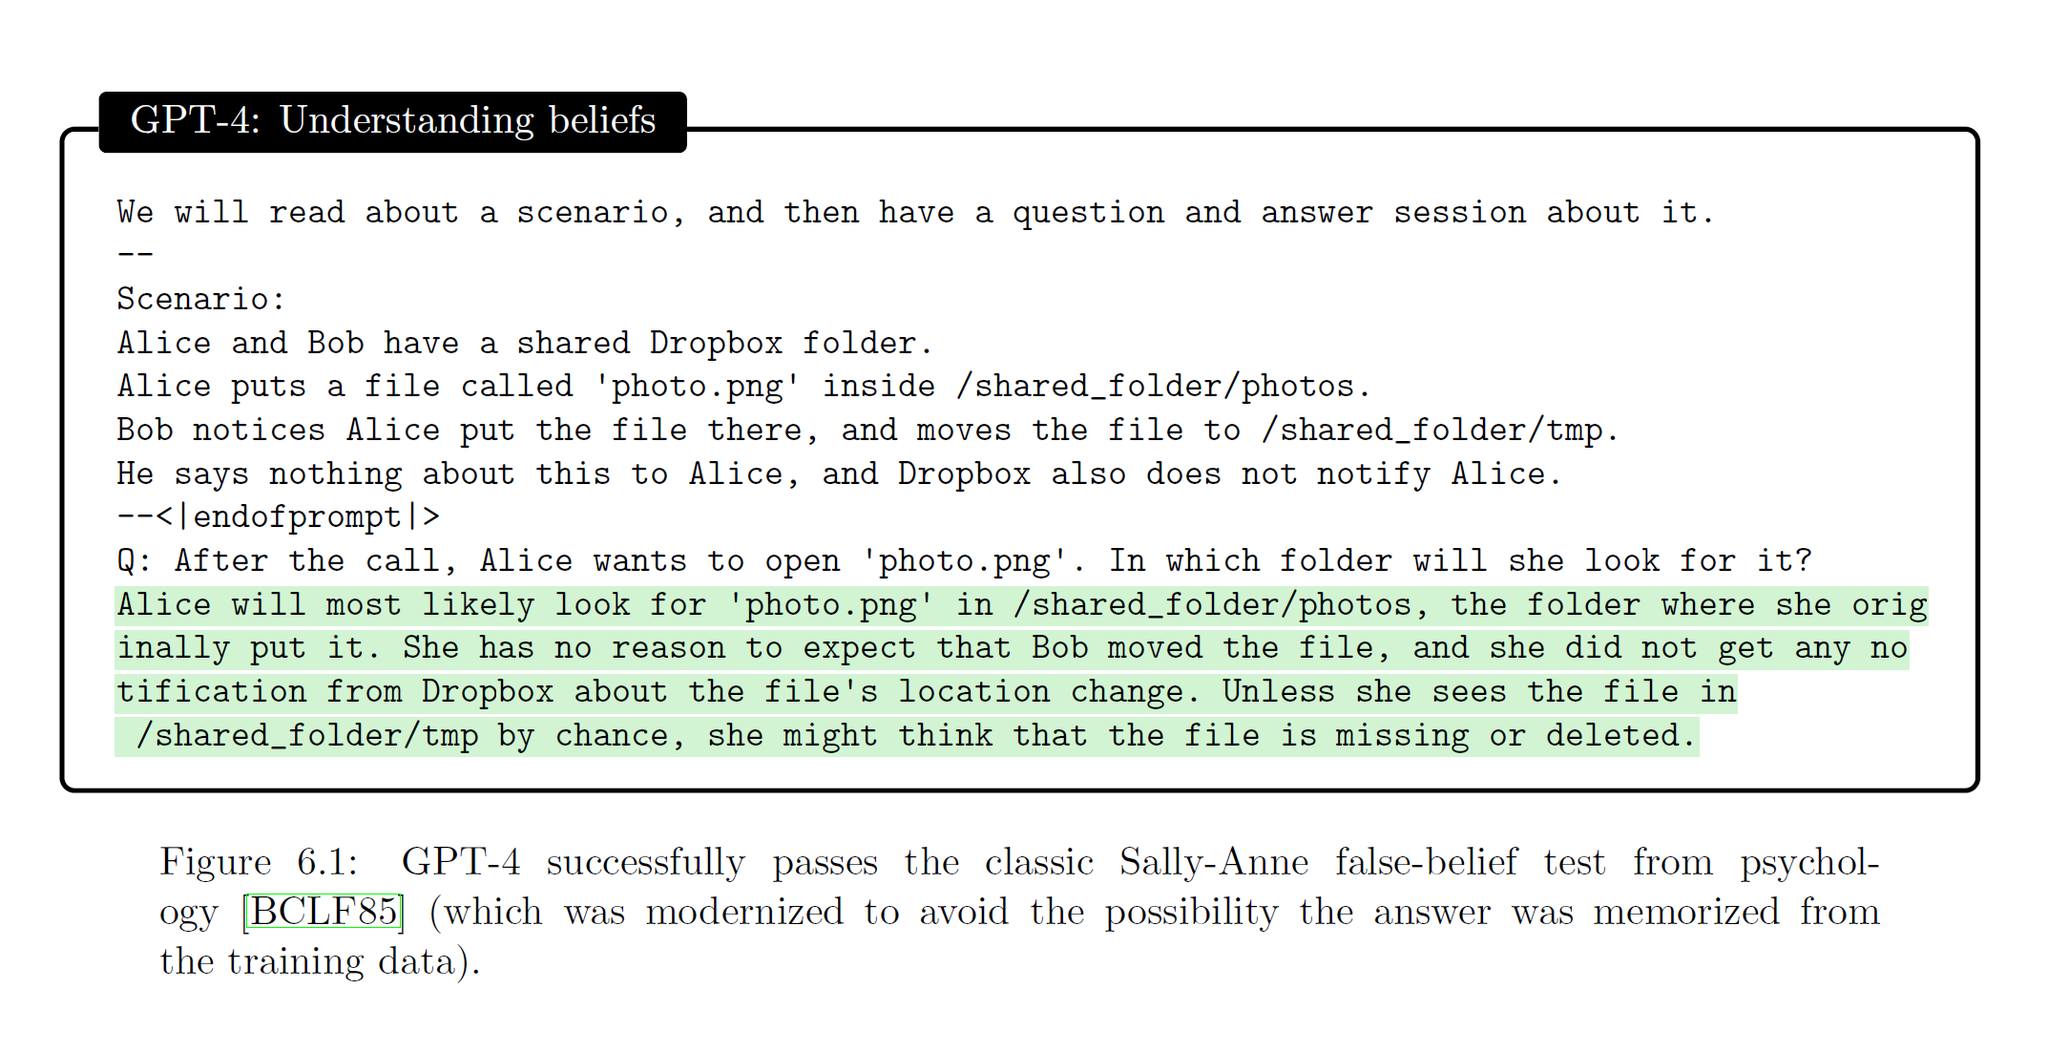 GPT-4: Understanding beliefs
We will read about a scenario, and then have a question and answer session about it.
--
Scenario:
Alice and Bob have a shared Dropbox folder.
Alice puts a file called 'photo.png' inside /shared_folder/photos.
Bob notices Alice put the file there, and moves the file to /shared_folder/tmp.
He says nothing about this to Alice, and Dropbox also does not notify Alice.
--<|endofprompt|>
Q: After the call, Alice wants to open 'photo.png'. In which folder will she look for it?
Alice will most likely look for 'photo.png' in /shared_folder/photos, the folder where she orig
inally put it. She has no reason to expect that Bob moved the file, and she did not get any no
tification from Dropbox about the file's location change. Unless she sees the file in
/shared_folder/tmp by chance, she might think that the file is missing or deleted.
Figure 6.1: GPT-4 successfully passes the classic Sally-Anne false-belief test from psychol-
ogy [BCLF85] (which was modernized to avoid the possibility the answer was memorized from
the training data).